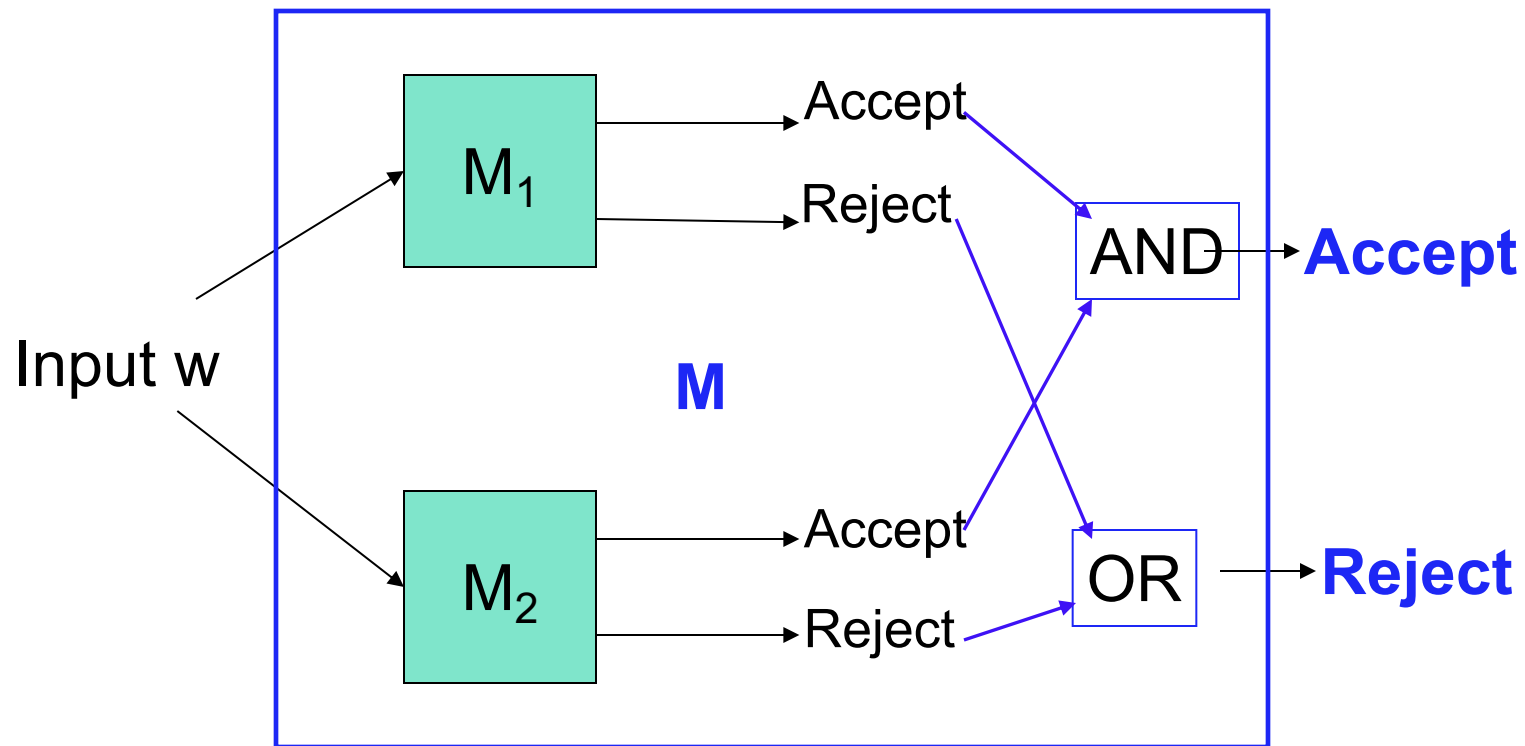 Accept
M₁
Reject
AND
Accept
Input w
M
Accept
M₂
OR
Reject
Reject